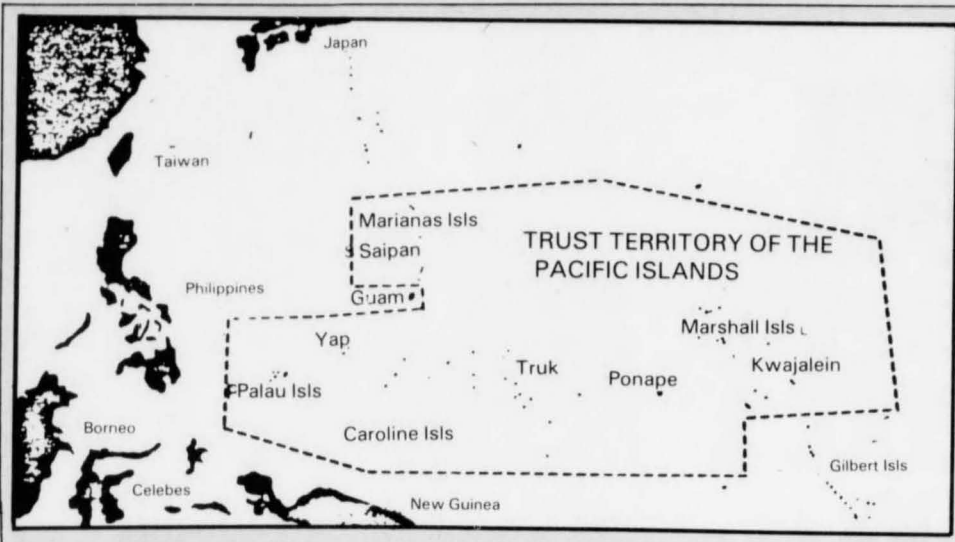 Japan
Taiwan
Marianas Isls
Saipan
TRUST TERRITORY OF THE
PACIFIC ISLANDS
Philippines
Guam
Yap
Marshall Isls
Truk
Ponape
Kwajalein
Palau Isls
Borneo
Caroline Isls
Gilbert Isls
Celebes
New Guinea